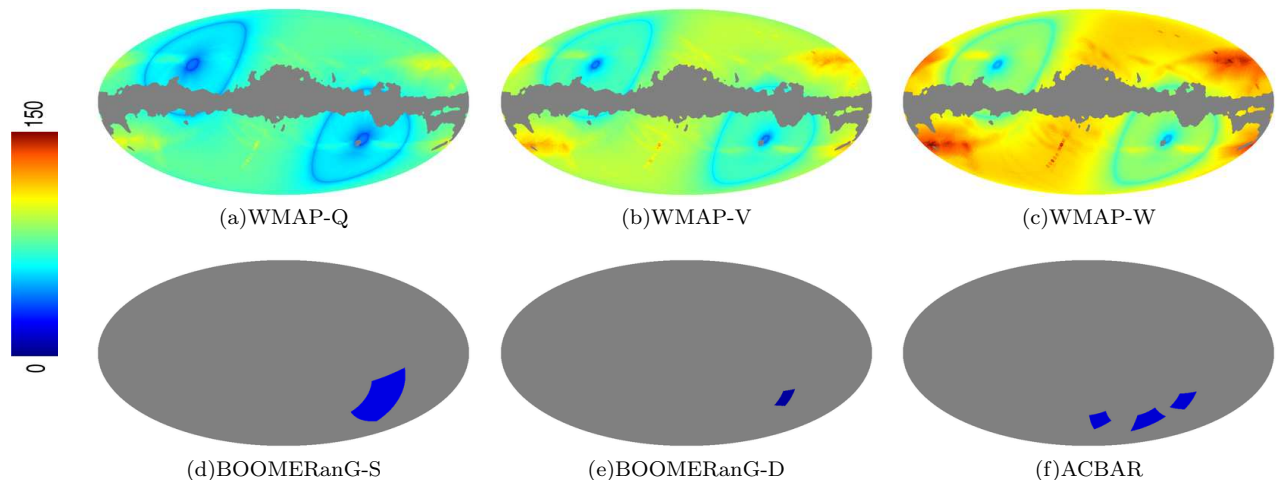 (a)WMAP-Q
(b)WMAP-V
(c)WMAP-W
150
0
(d)BOOMERanG-S
(e)BOOMERanG-D
(f)ACBAR